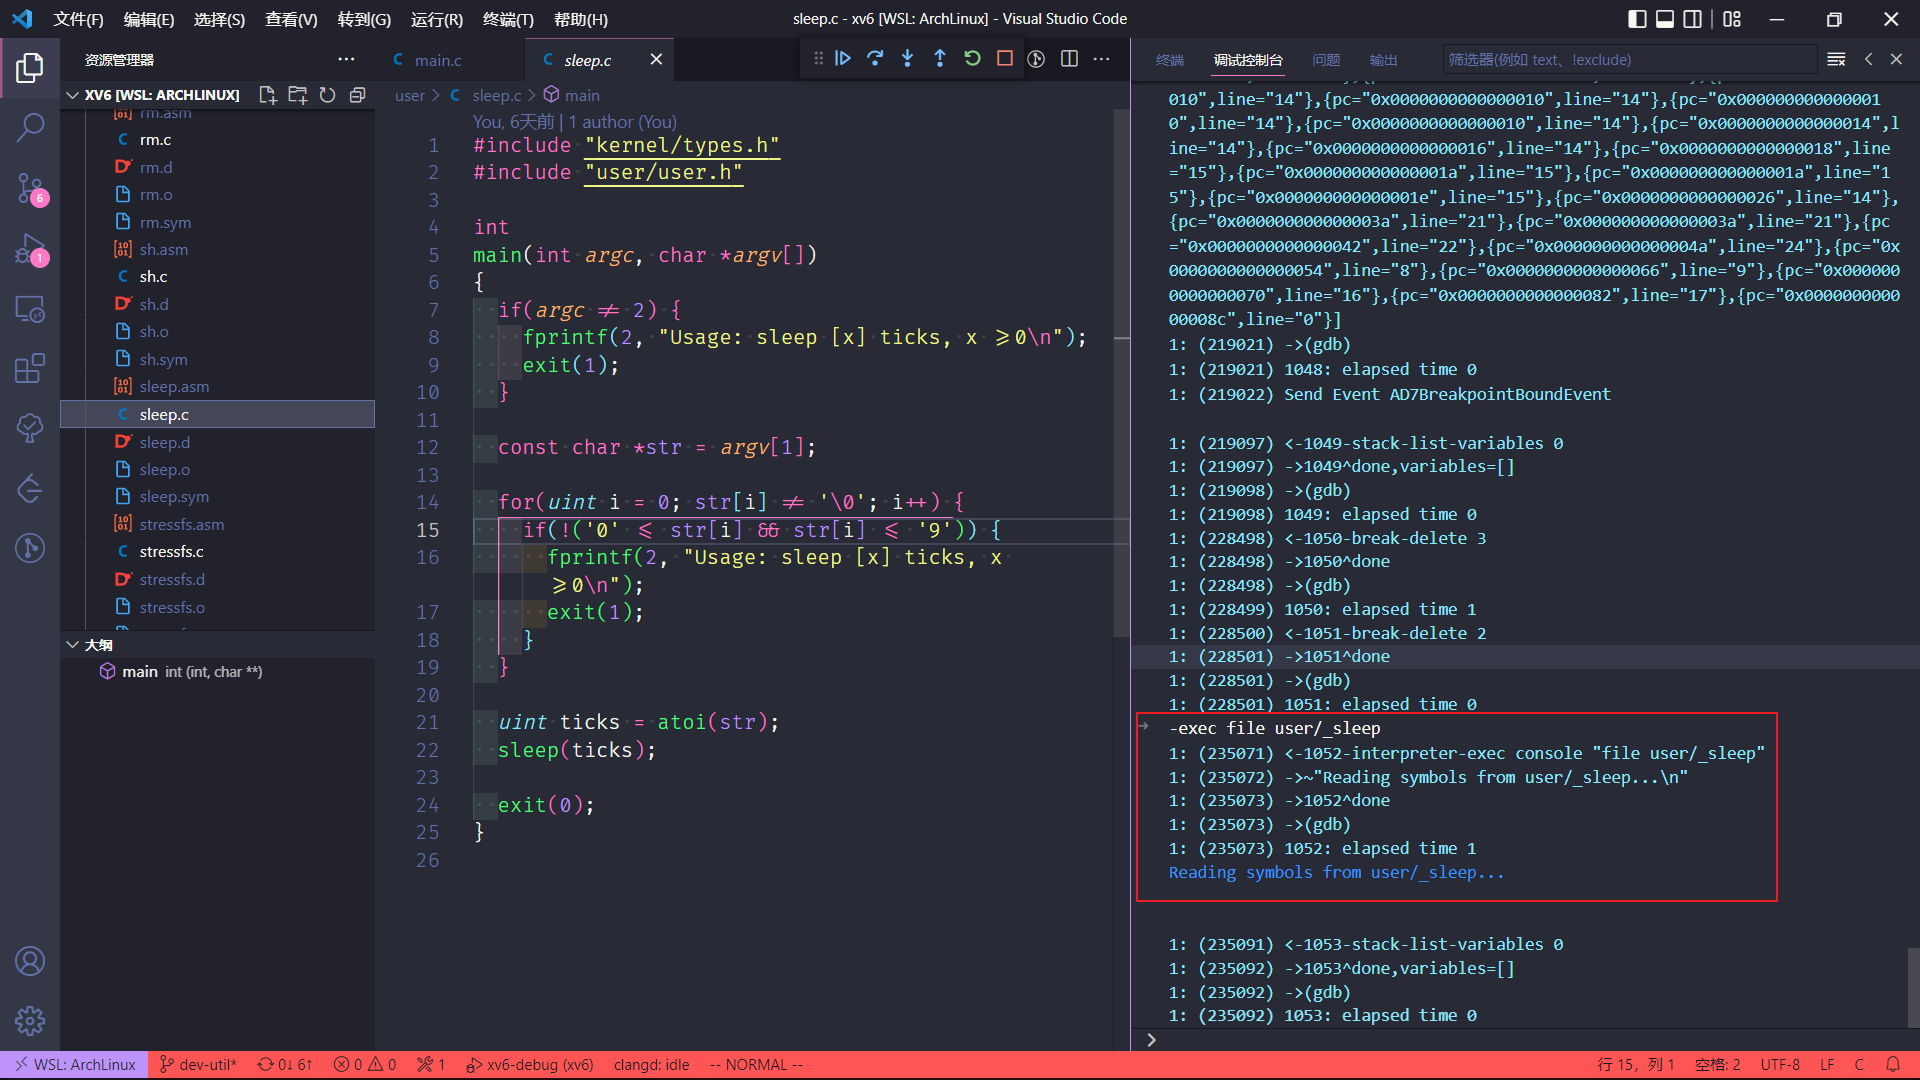 文件(F) 编辑(E) 选择(S) 查看(V) 转到(G) 运行(R) 终端(T) 帮助(H)
sleep.c - xv6 [WSL: ArchLinux] - Visual Studio Code
资源管理器
XV6 [WSL: ARCHLINUX]
rm.asm
rm.c
rm.d
rm.o
rm.sym
sh.asm
sh.c
sh.d
sh.o
sh.sym
sleep.asm
sleep.c
sleep.d
sleep.o
sleep.sym
stressfs.asm
stressfs.c
stressfs.d
stressfs.o
6
1
大纲
main int (int, char **)
main.c
sleep.c
user > sleep.c > main
You, 6天前 | 1 author (You)
1 #include "kernel/types.h"
2 #include "user/user.h"
3
4 int
5 main(int argc, char *argv[])
6 {
7 if(argc ≠ 2) {
8 fprintf(2, "Usage: sleep [x] ticks, x ⩾0\n");
9 exit(1);
10 }
11
12 const char *str = argv[1];
13
14 for(uint i = 0; str[i] ≠ '\0'; i++) {
15 if(!('0' ⩽ str[i] && str[i] ⩽ '9')) {
16 fprintf(2, "Usage: sleep [x] ticks, x
⩾0\n");
17 exit(1);
18 }
19 }
20
21 uint ticks = atoi(str);
22 sleep(ticks);
23
24 exit(0);
25 }
26
终端 调试控制台 问题 输出
筛选器(例如 text、!exclude)
010",line="14"},{pc="0x0000000000000010",line="14"},{pc="0x000000000000001
0",line="14"},{pc="0x0000000000000010",line="14"},{pc="0x0000000000000014",l
ine="14"},{pc="0x0000000000000016",line="14"},{pc="0x0000000000000018",line
="15"},{pc="0x000000000000001a",line="15"},{pc="0x000000000000001a",line="1
5"},{pc="0x000000000000001e",line="15"},{pc="0x0000000000000026",line="14"},
{pc="0x000000000000003a",line="21"},{pc="0x000000000000003a",line="21"},{pc
="0x0000000000000042",line="22"},{pc="0x000000000000004a",line="24"},{pc="0x
0000000000000054",line="8"},{pc="0x0000000000000066",line="9"},{pc="0x000000
0000000070",line="16"},{pc="0x0000000000000082",line="17"},{pc="0x0000000000
00008c",line="0"}]
1: (219021) ->(gdb)
1: (219021) 1048: elapsed time 0
1: (219022) Send Event AD7BreakpointBoundEvent
1: (219097) <-1049-stack-list-variables 0
1: (219097) ->1049^done,variables=[]
1: (219098) ->(gdb)
1: (219098) 1049: elapsed time 0
1: (228498) <-1050-break-delete 3
1: (228498) ->1050^done
1: (228498) ->(gdb)
1: (228499) 1050: elapsed time 1
1: (228500) <-1051-break-delete 2
1: (228501) ->1051^done
1: (228501) ->(gdb)
1: (228501) 1051: elapsed time 0
-exec file user/_sleep
1: (235071) <-1052-interpreter-exec console "file user/_sleep"
1: (235072) ->~"Reading symbols from user/_sleep...\n"
1: (235073) ->1052^done
1: (235073) ->(gdb)
1: (235073) 1052: elapsed time 1
Reading symbols from user/_sleep...
1: (235091) <-1053-stack-list-variables 0
1: (235092) ->1053^done,variables=[]
1: (235092) ->(gdb)
1: (235092) 1053: elapsed time 0
WSL: ArchLinux dev-util* 0↓ 6↑ 0 0 1 xv6-debug (xv6) clangd: idle -- NORMAL --
行 15，列 1 空格: 2 UTF-8 LF C